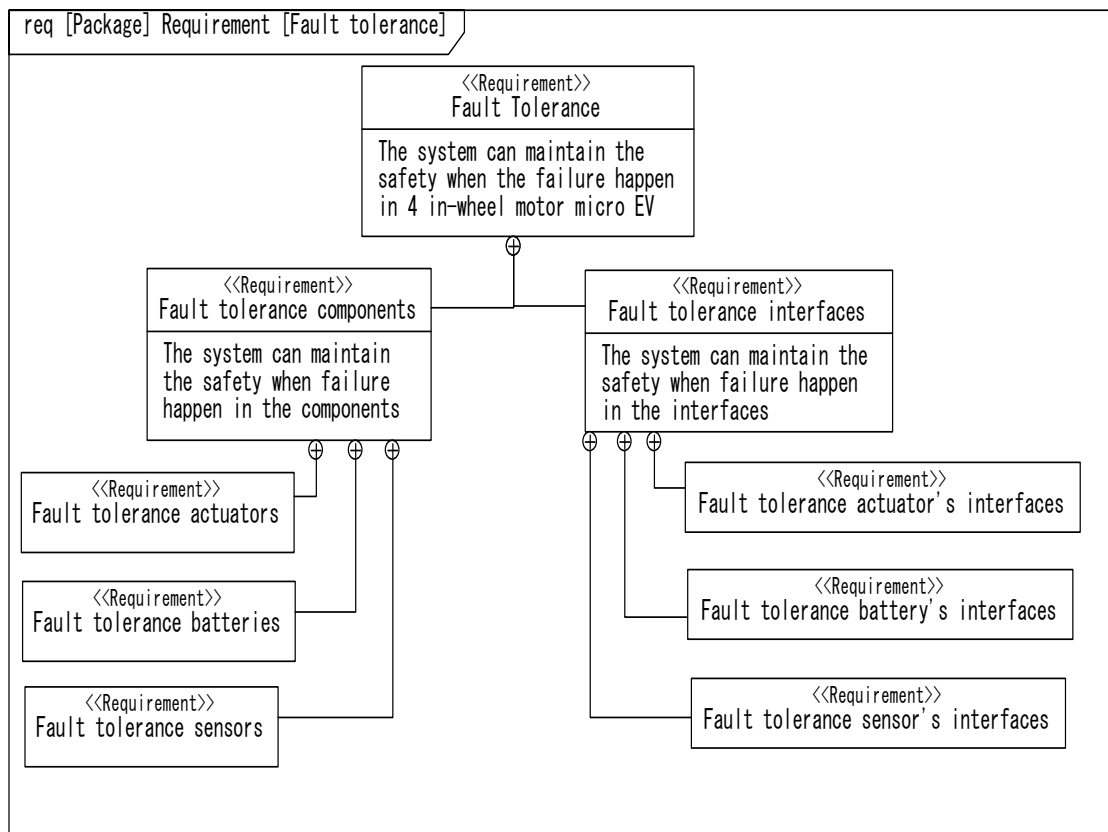 req [Package] Requirement [Fault tolerance]
<<Requirement>>
Fault Tolerance
The system can maintain the
safety when the failure happen
in 4 in-wheel motor micro EV
<<Requirement>>
Fault tolerance components
The system can maintain
the safety when failure
happen in the components
<<Requirement>>
Fault tolerance interfaces
The system can maintain the
safety when failure happen
in the interfaces
<<Requirement>>
Fault tolerance actuators
<<Requirement>>
Fault tolerance batteries
<<Requirement>>
Fault tolerance sensors
<<Requirement>>
Fault tolerance actuator's interfaces
<<Requirement>>
Fault tolerance battery's interfaces
<<Requirement>>
Fault tolerance sensor's interfaces